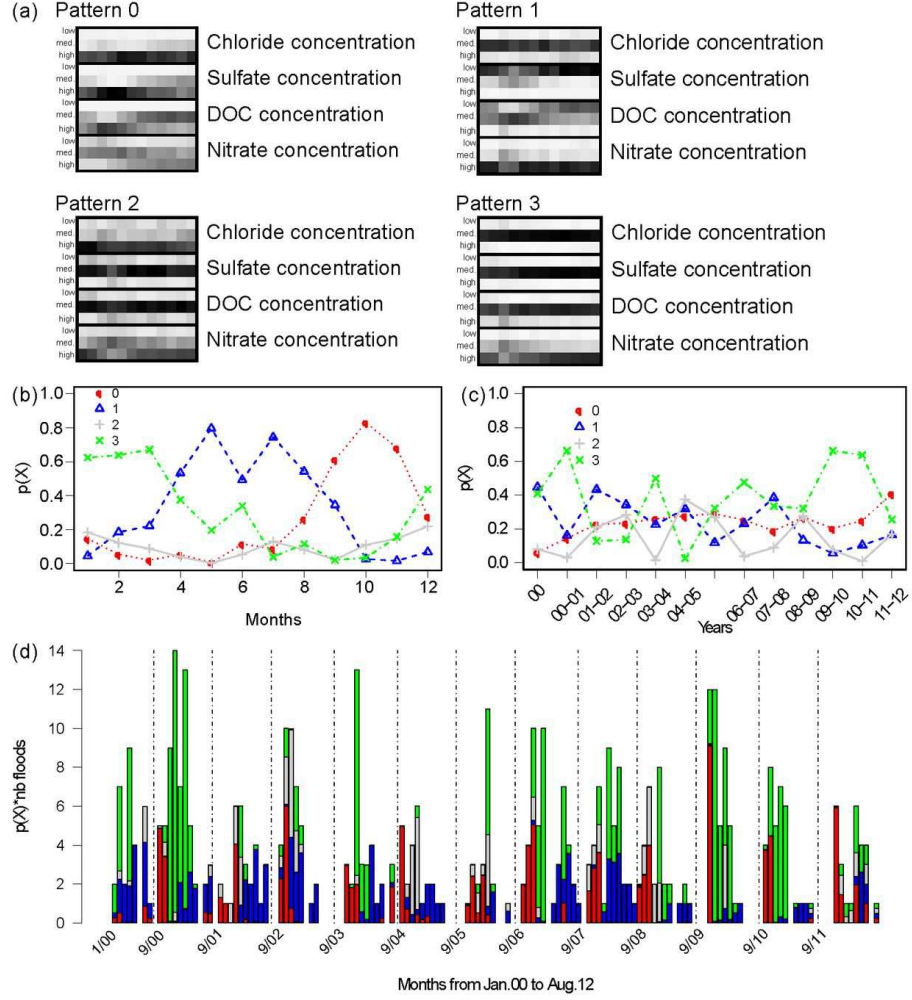 (a)
Pattern 0
low
med.
high
low
med.
high
low
med.
high
low
med.
high
Chloride concentration
Sulfate concentration
DOC concentration
Nitrate concentration
Pattern 1
low
med.
high
low
med.
high
low
med.
high
low
med.
high
Chloride concentration
Sulfate concentration
DOC concentration
Nitrate concentration
Pattern 2
low
med.
high
low
med.
high
low
med.
high
low
med.
high
Chloride concentration
Sulfate concentration
DOC concentration
Nitrate concentration
Pattern 3
low
med.
high
low
med.
high
low
med.
high
low
med.
high
Chloride concentration
Sulfate concentration
DOC concentration
Nitrate concentration
(b)
p(X)
1.0
0.8
0.6
0.4
0.2
0.0
0
1
2
3
2 4 6 8 10 12
Months
(c)
p(X)
1.0
0.8
0.6
0.4
0.2
0.0
0
1
2
3
00 00–01 01–02 02–03 03–04 04–05 06–07 07–08 08–09 09–10 10–11 11–12
Years
(d)
p(X)*nb floods
14
12
10
8
6
4
2
0
1/00 9/00 9/01 9/02 9/03 9/04 9/05 9/06 9/07 9/08 9/09 9/10 9/11
Months from Jan.00 to Aug.12